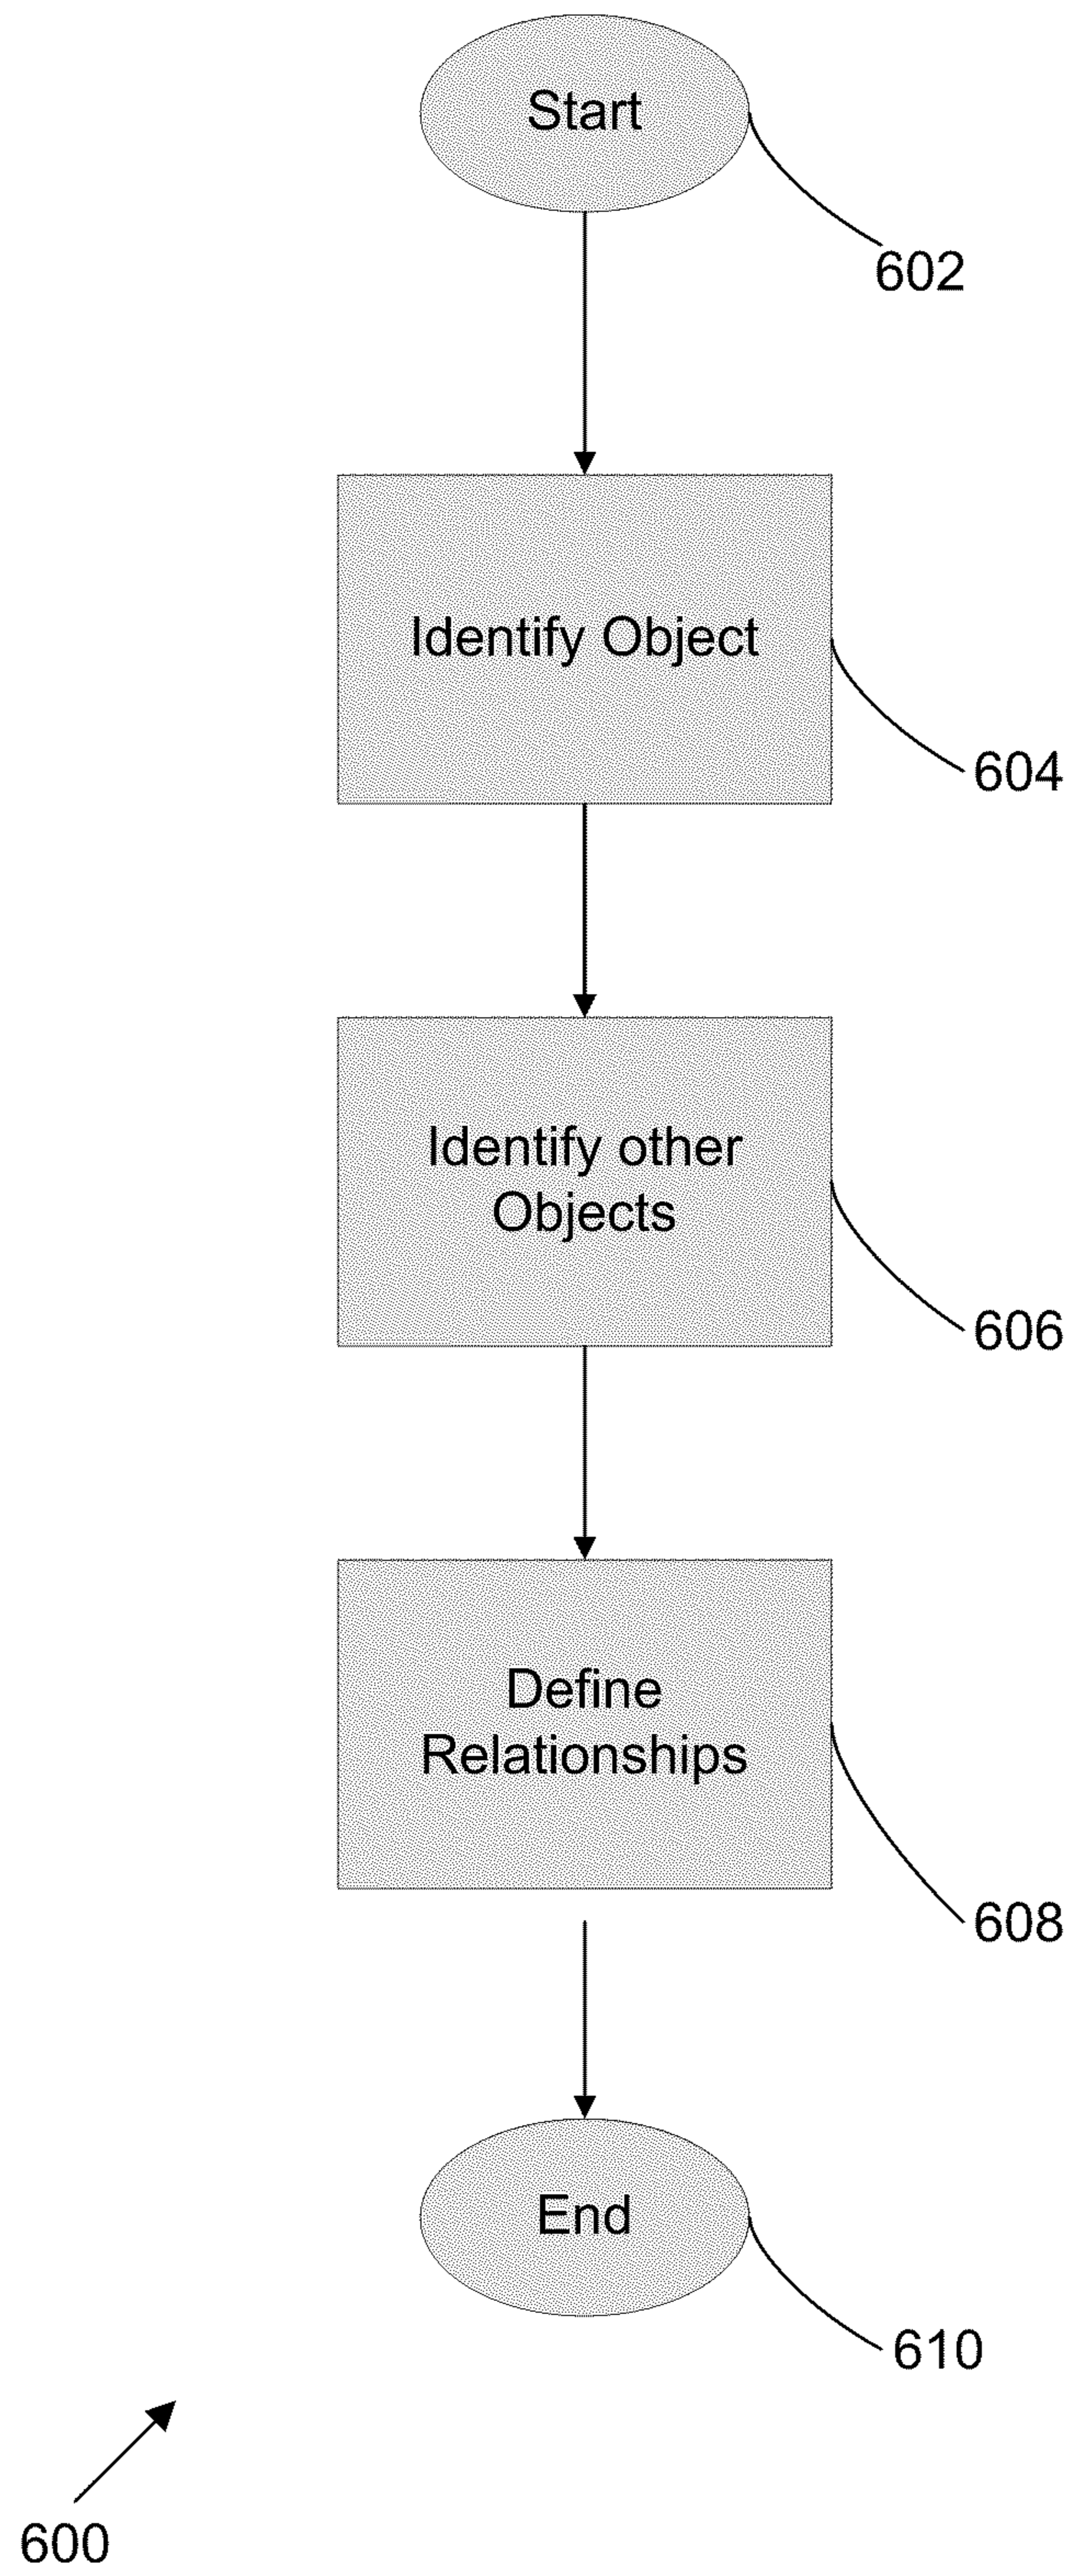 Start
602
Identify Object
604
Identify other
Objects
606
Define
Relationships
608
End
610
600